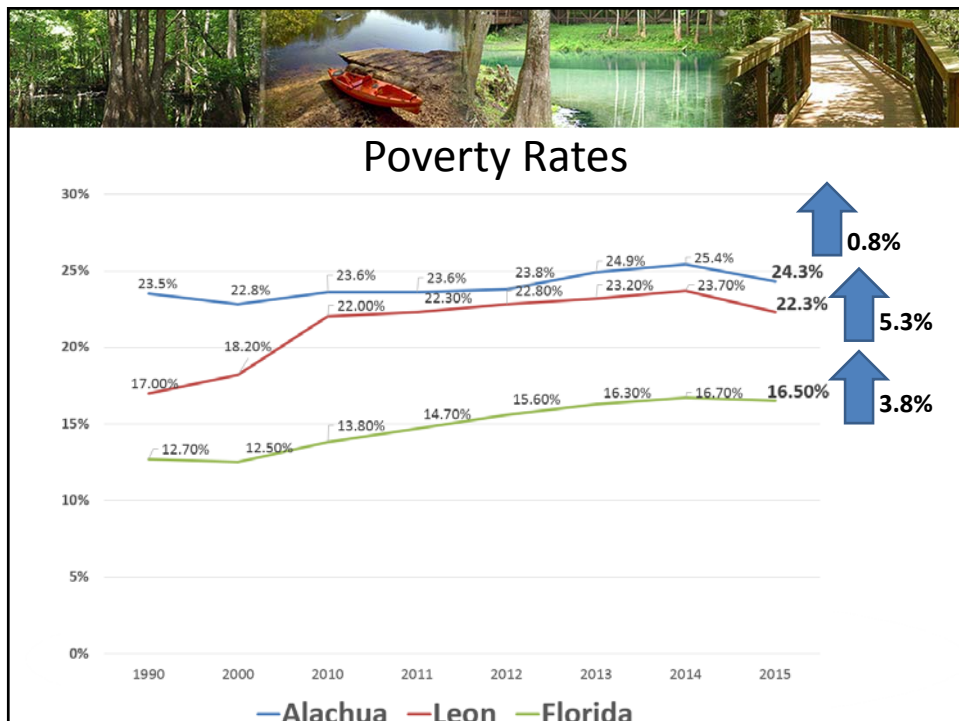 Poverty Rates
30%
0.8%
25%
23.5% 22.8% 23.6% 23.6% 23.8% 24.9% 25.4% 24.3%
22.00% 22.30% 22.80% 23.20% 23.70% 22.3%
5.3%
20%
17.00% 18.20%
16.50%
3.8%
15%
12.70% 12.50% 13.80% 14.70% 15.60% 16.30% 16.70%
10%
5%
0%
1990 2000 2010 2011 2012 2013 2014 2015
Alachua Leon Florida